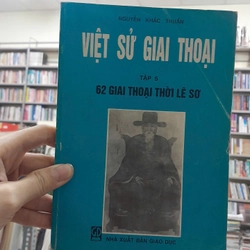 NGUYỄN KHẮC THUẦN
VIỆT SỬ GIAI THOẠI
TẬP 5
62 GIAI THOẠI THỜI LÊ SƠ
NHÀ XUẤT BẢN GIÁO DỤC